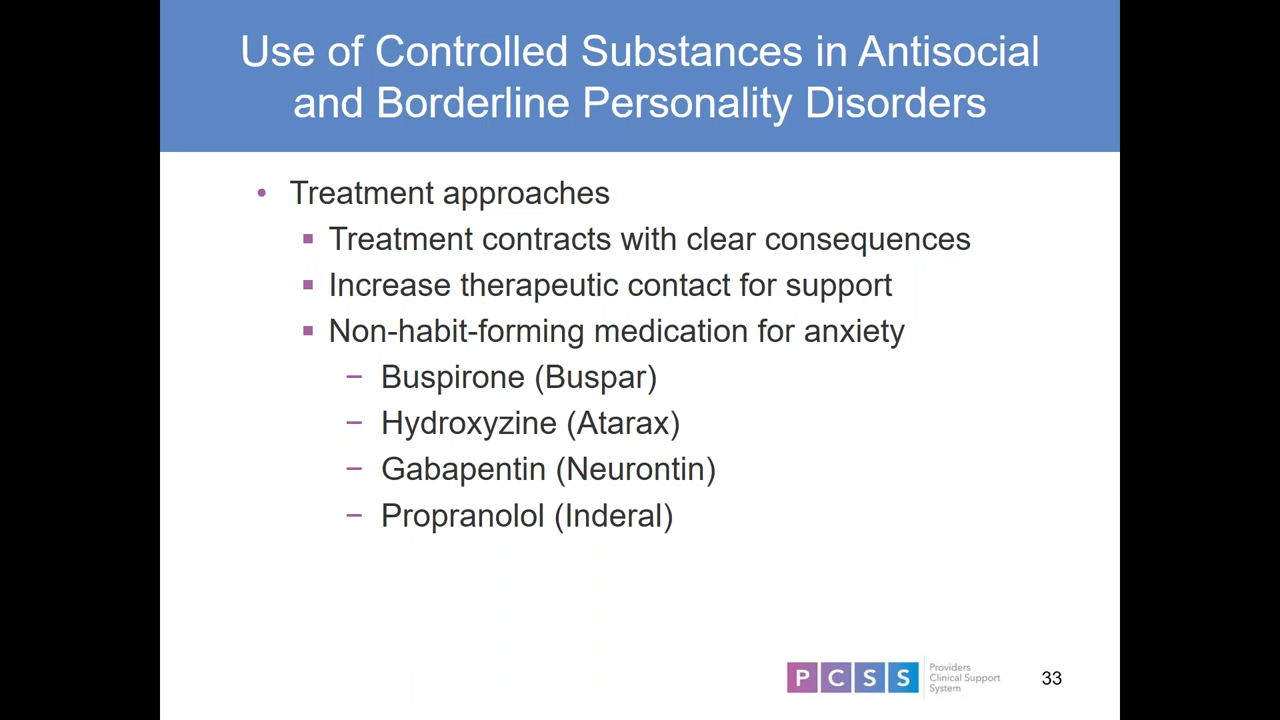 Use of Controlled Substances in Antisocial
and Borderline Personality Disorders
• Treatment approaches
▪ Treatment contracts with clear consequences
▪ Increase therapeutic contact for support
▪ Non-habit-forming medication for anxiety
− Buspirone (Buspar)
− Hydroxyzine (Atarax)
− Gabapentin (Neurontin)
− Propranolol (Inderal)
PCSS
Providers
Clinical Support
System
33